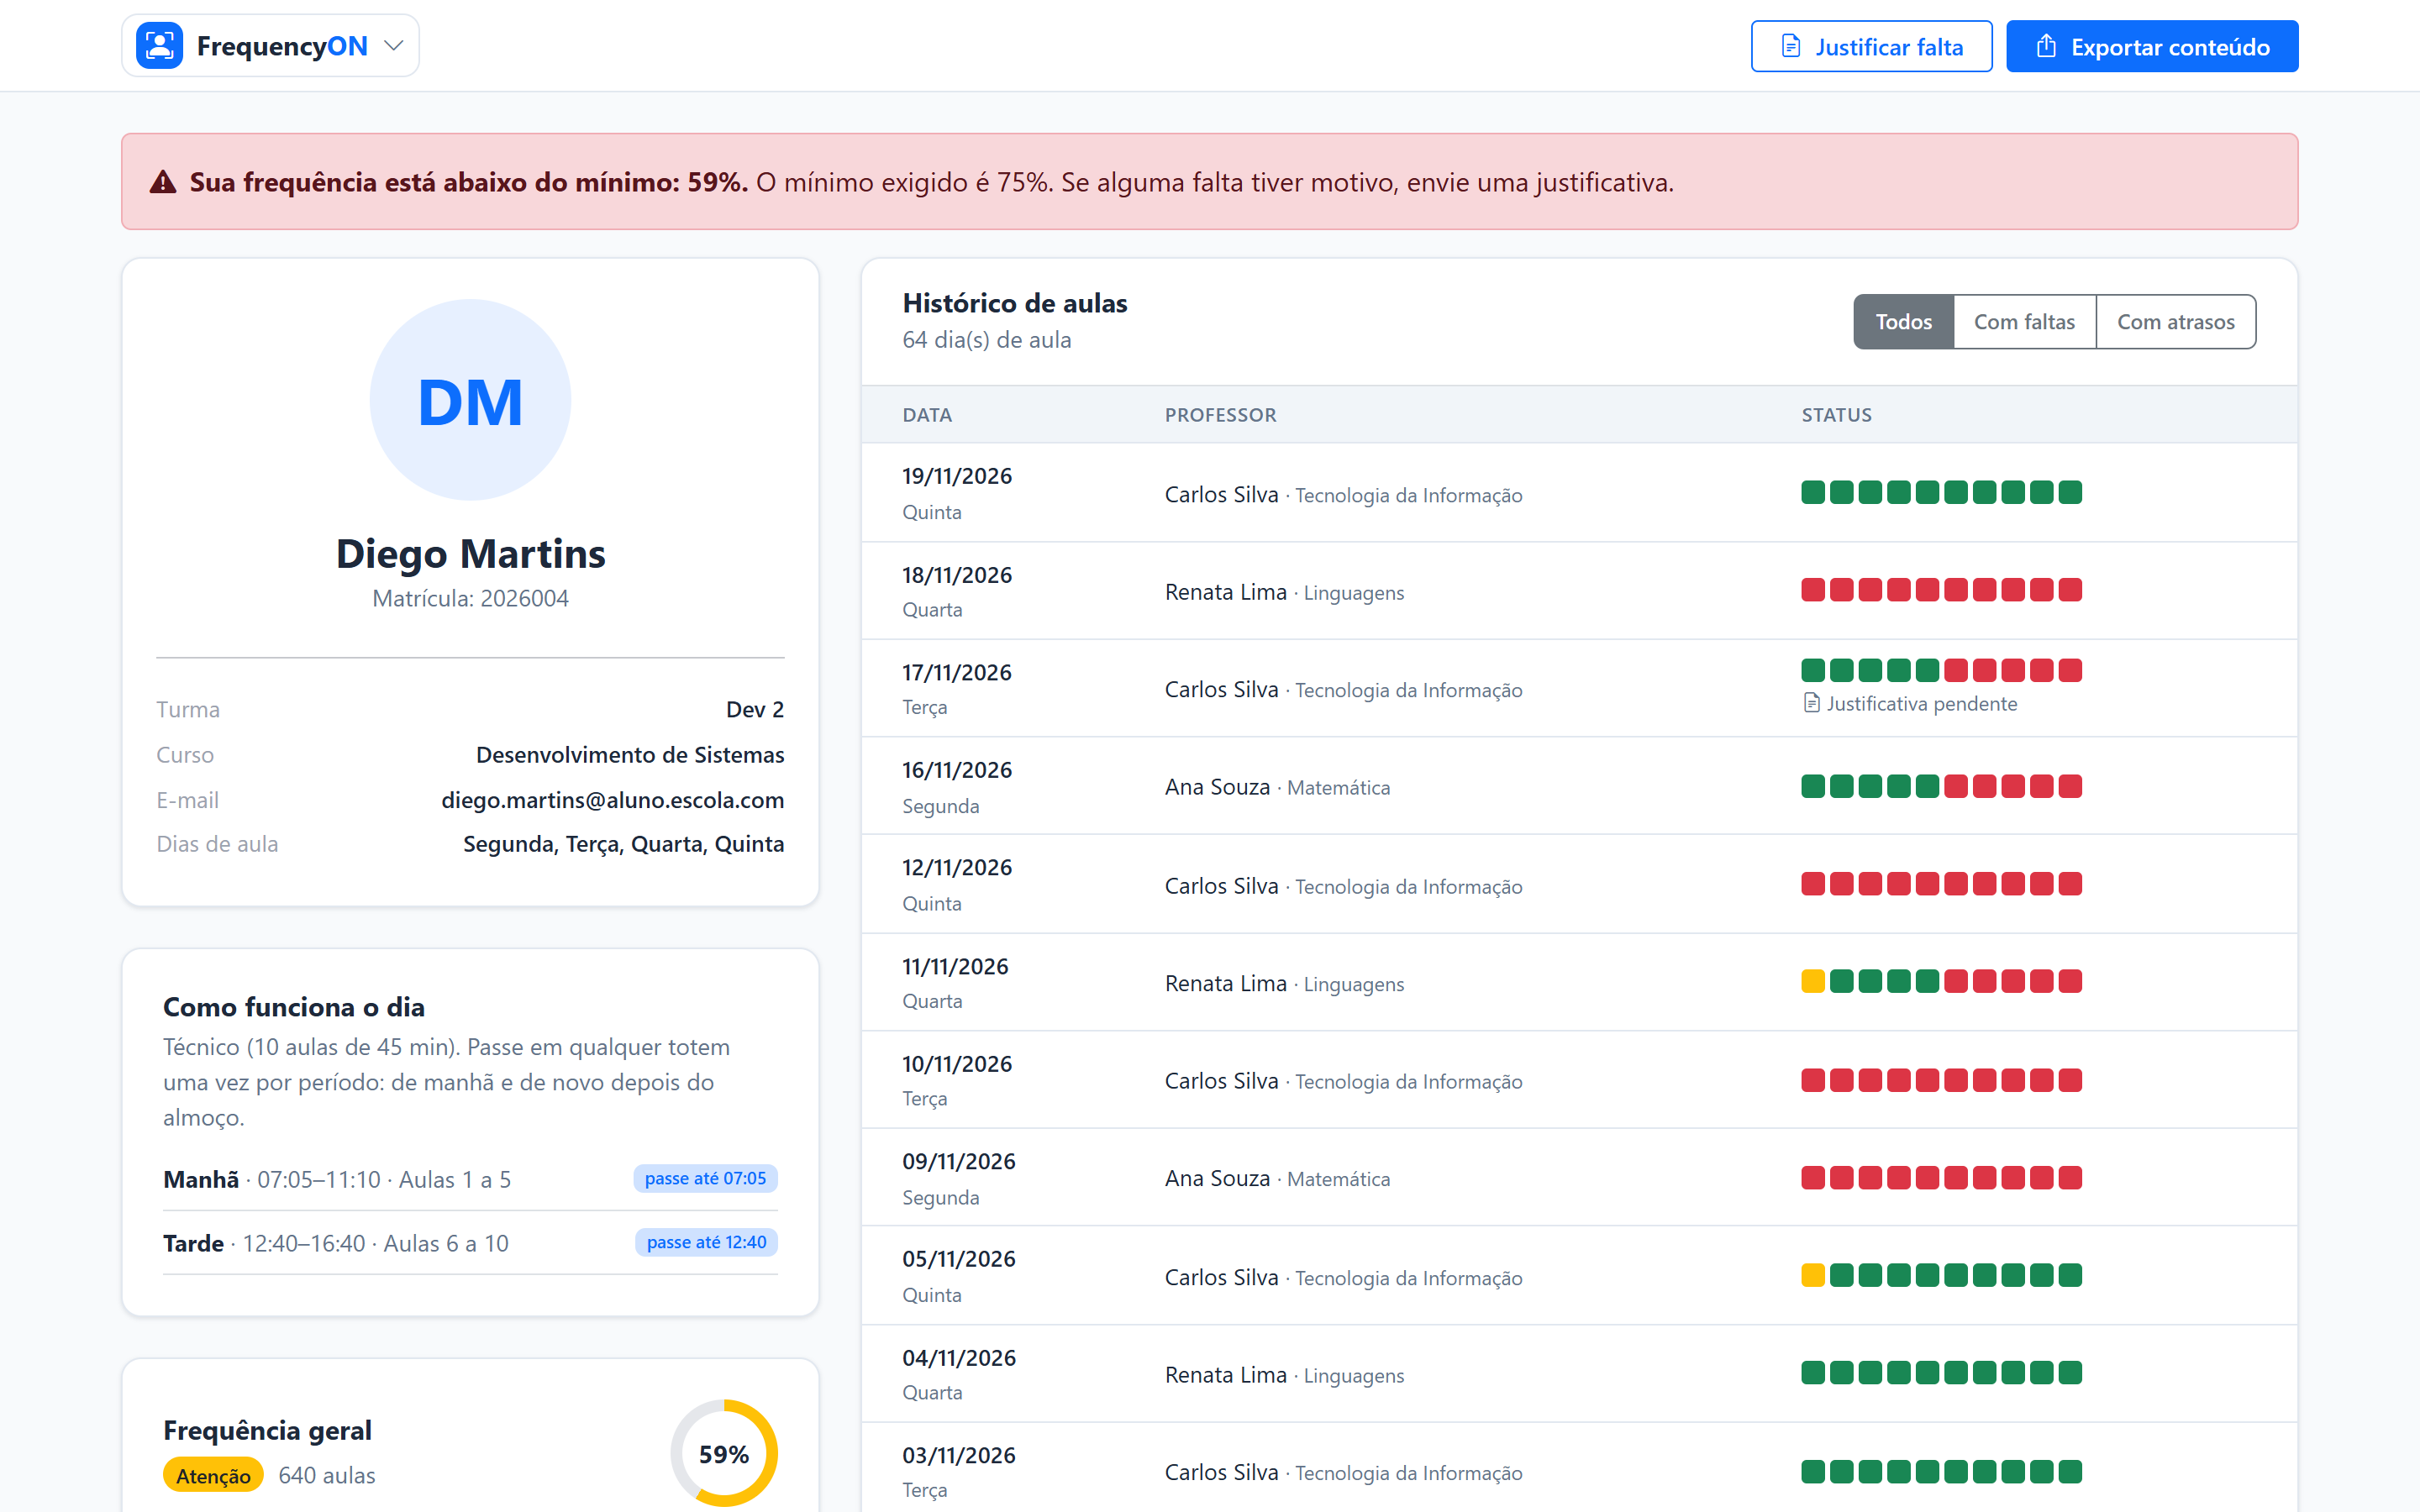 FrequencyON
Justificar falta
Exportar conteúdo
Sua frequência está abaixo do mínimo: 59%. O mínimo exigido é 75%. Se alguma falta tiver motivo, envie uma justificativa.
DM
Diego Martins
Matrícula: 2026004
Turma Dev 2
Curso Desenvolvimento de Sistemas
E-mail diego.martins@aluno.escola.com
Dias de aula Segunda, Terça, Quarta, Quinta
Como funciona o dia
Técnico (10 aulas de 45 min). Passe em qualquer totem
uma vez por período: de manhã e de novo depois do
almoço.
Manhã · 07:05–11:10 · Aulas 1 a 5 passe até 07:05
Tarde · 12:40–16:40 · Aulas 6 a 10 passe até 12:40
Frequência geral
Atenção 640 aulas
59%
Histórico de aulas
64 dia(s) de aula
Todos Com faltas Com atrasos
DATA PROFESSOR STATUS
19/11/2026
Quinta
Carlos Silva · Tecnologia da Informação
18/11/2026
Quarta
Renata Lima · Linguagens
17/11/2026
Terça
Carlos Silva · Tecnologia da Informação
Justificativa pendente
16/11/2026
Segunda
Ana Souza · Matemática
12/11/2026
Quinta
Carlos Silva · Tecnologia da Informação
11/11/2026
Quarta
Renata Lima · Linguagens
10/11/2026
Terça
Carlos Silva · Tecnologia da Informação
09/11/2026
Segunda
Ana Souza · Matemática
05/11/2026
Quinta
Carlos Silva · Tecnologia da Informação
04/11/2026
Quarta
Renata Lima · Linguagens
03/11/2026
Terça
Carlos Silva · Tecnologia da Informação